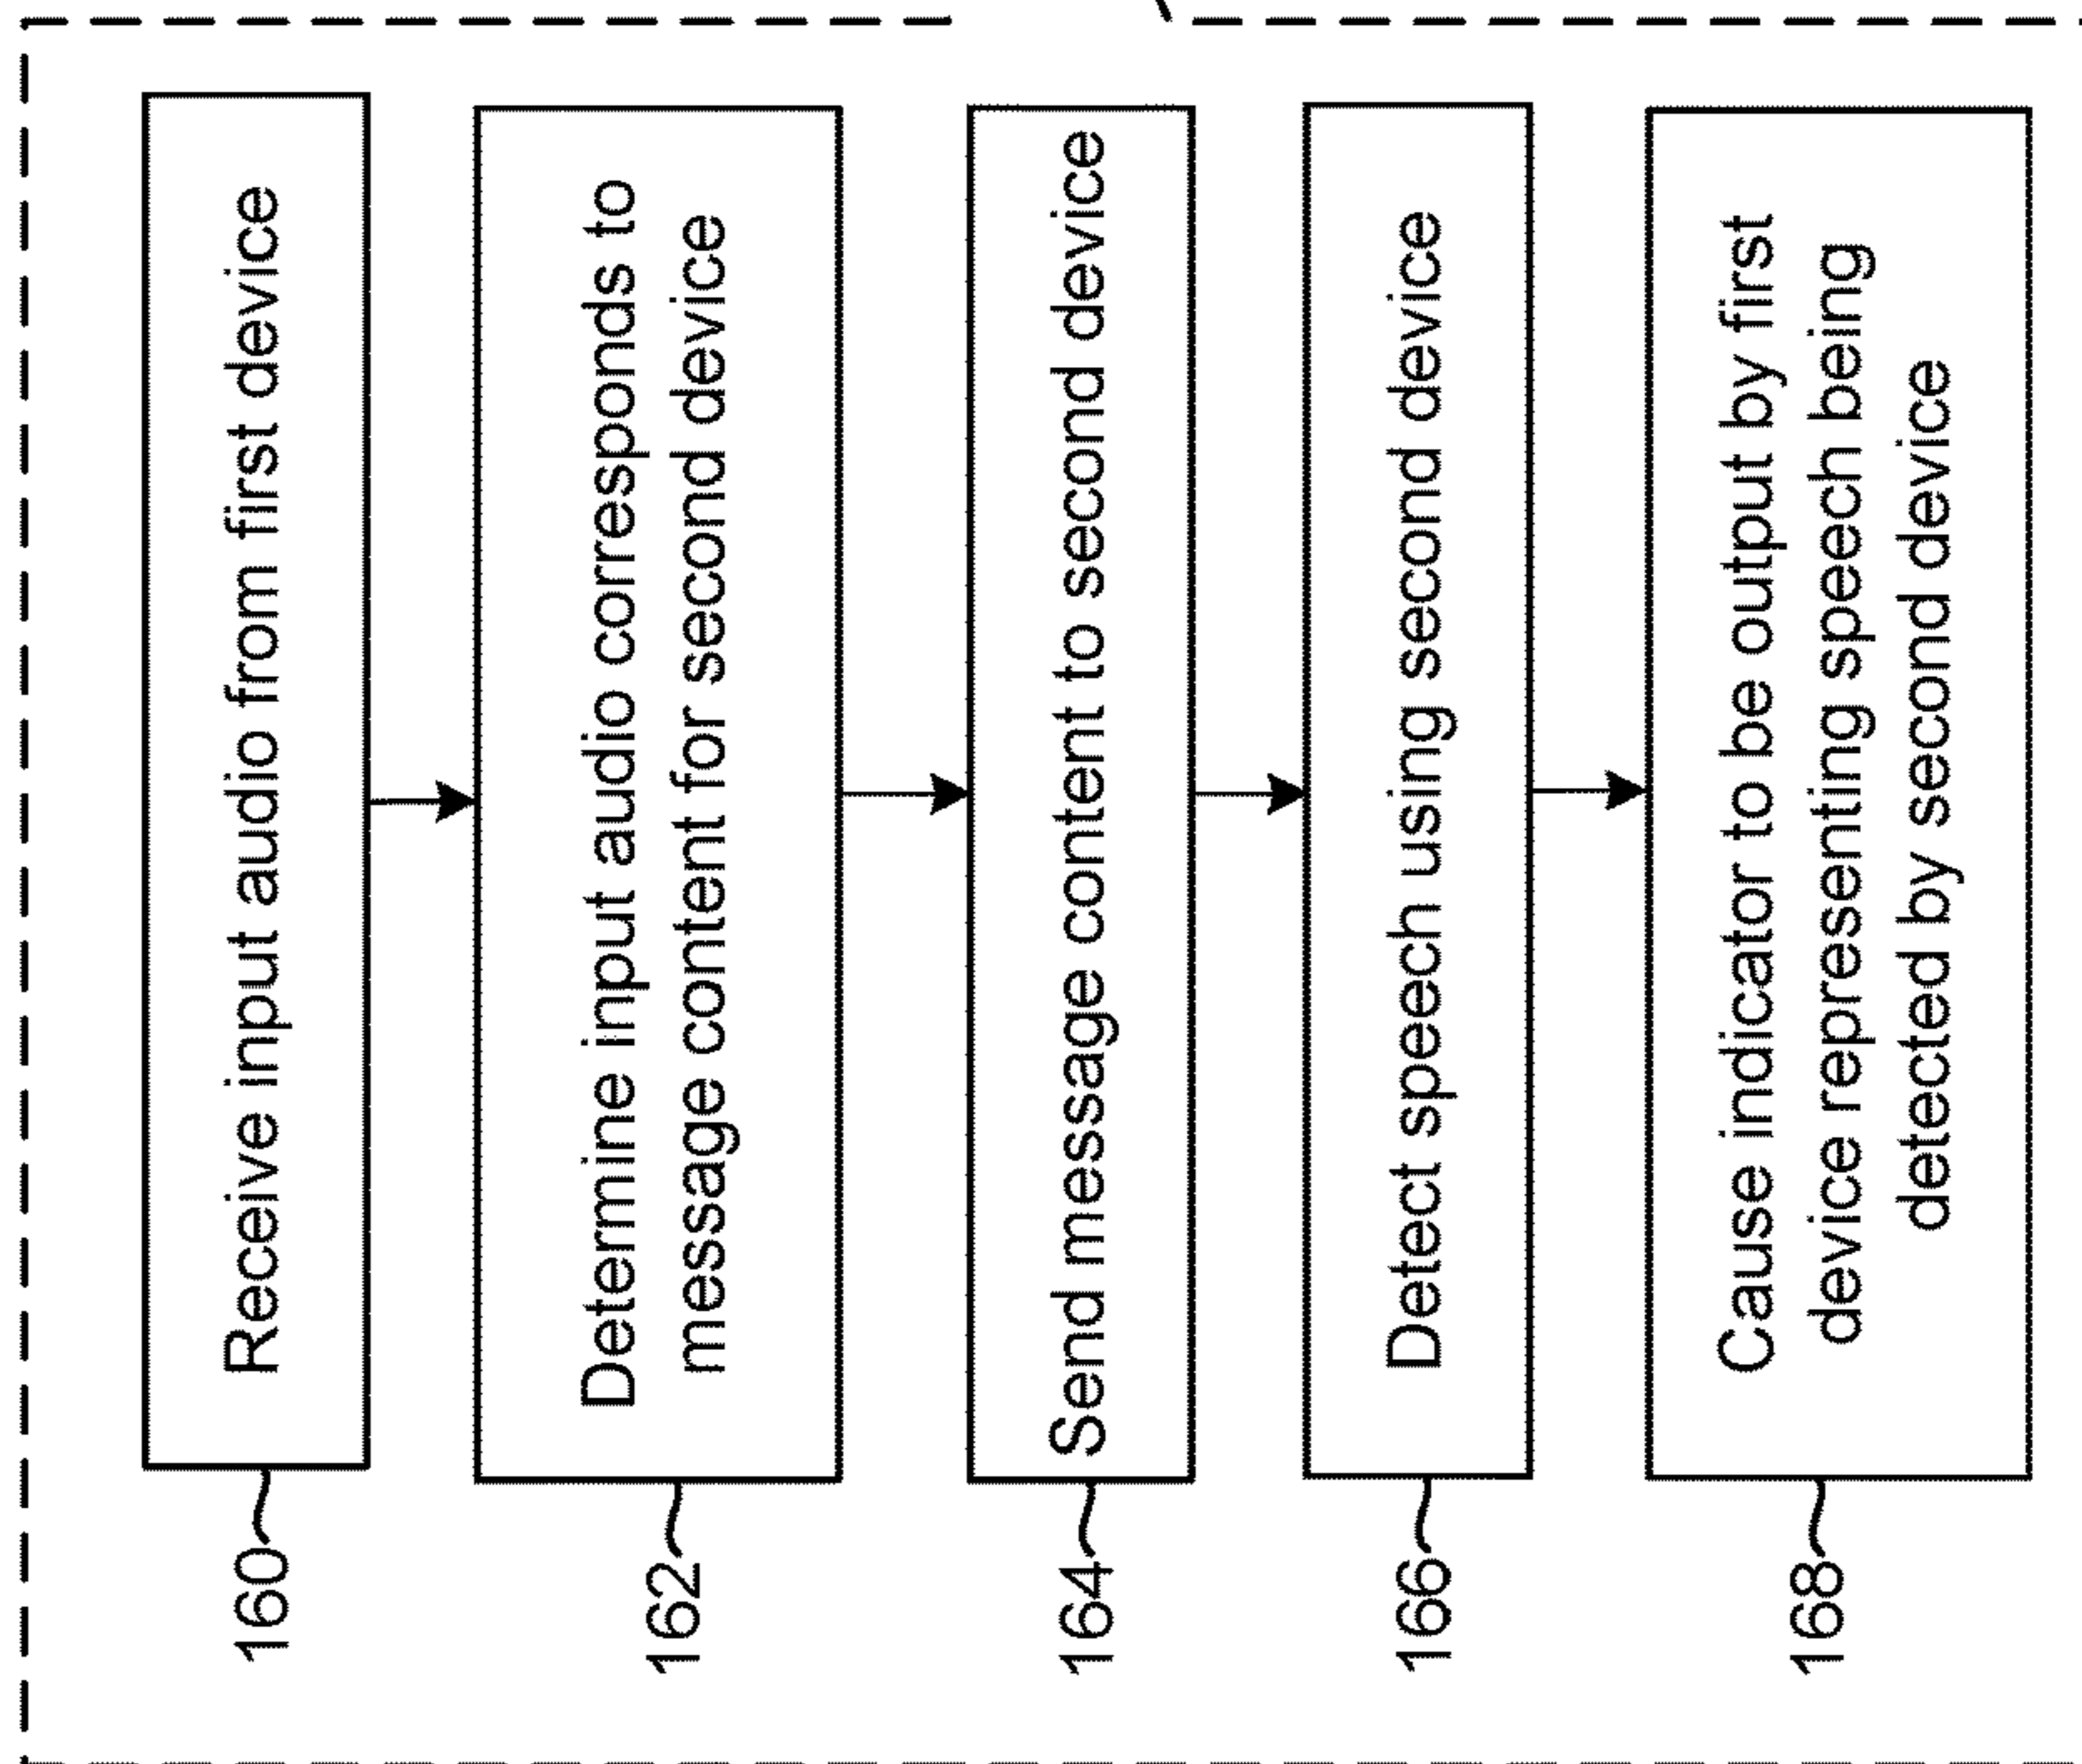 160
Receive input audio from first device
162
Determine input audio corresponds to
message content for second device
164
Send message content to second device
166
Detect speech using second device
168
Cause indicator to be output by first
device representing speech being
detected by second device